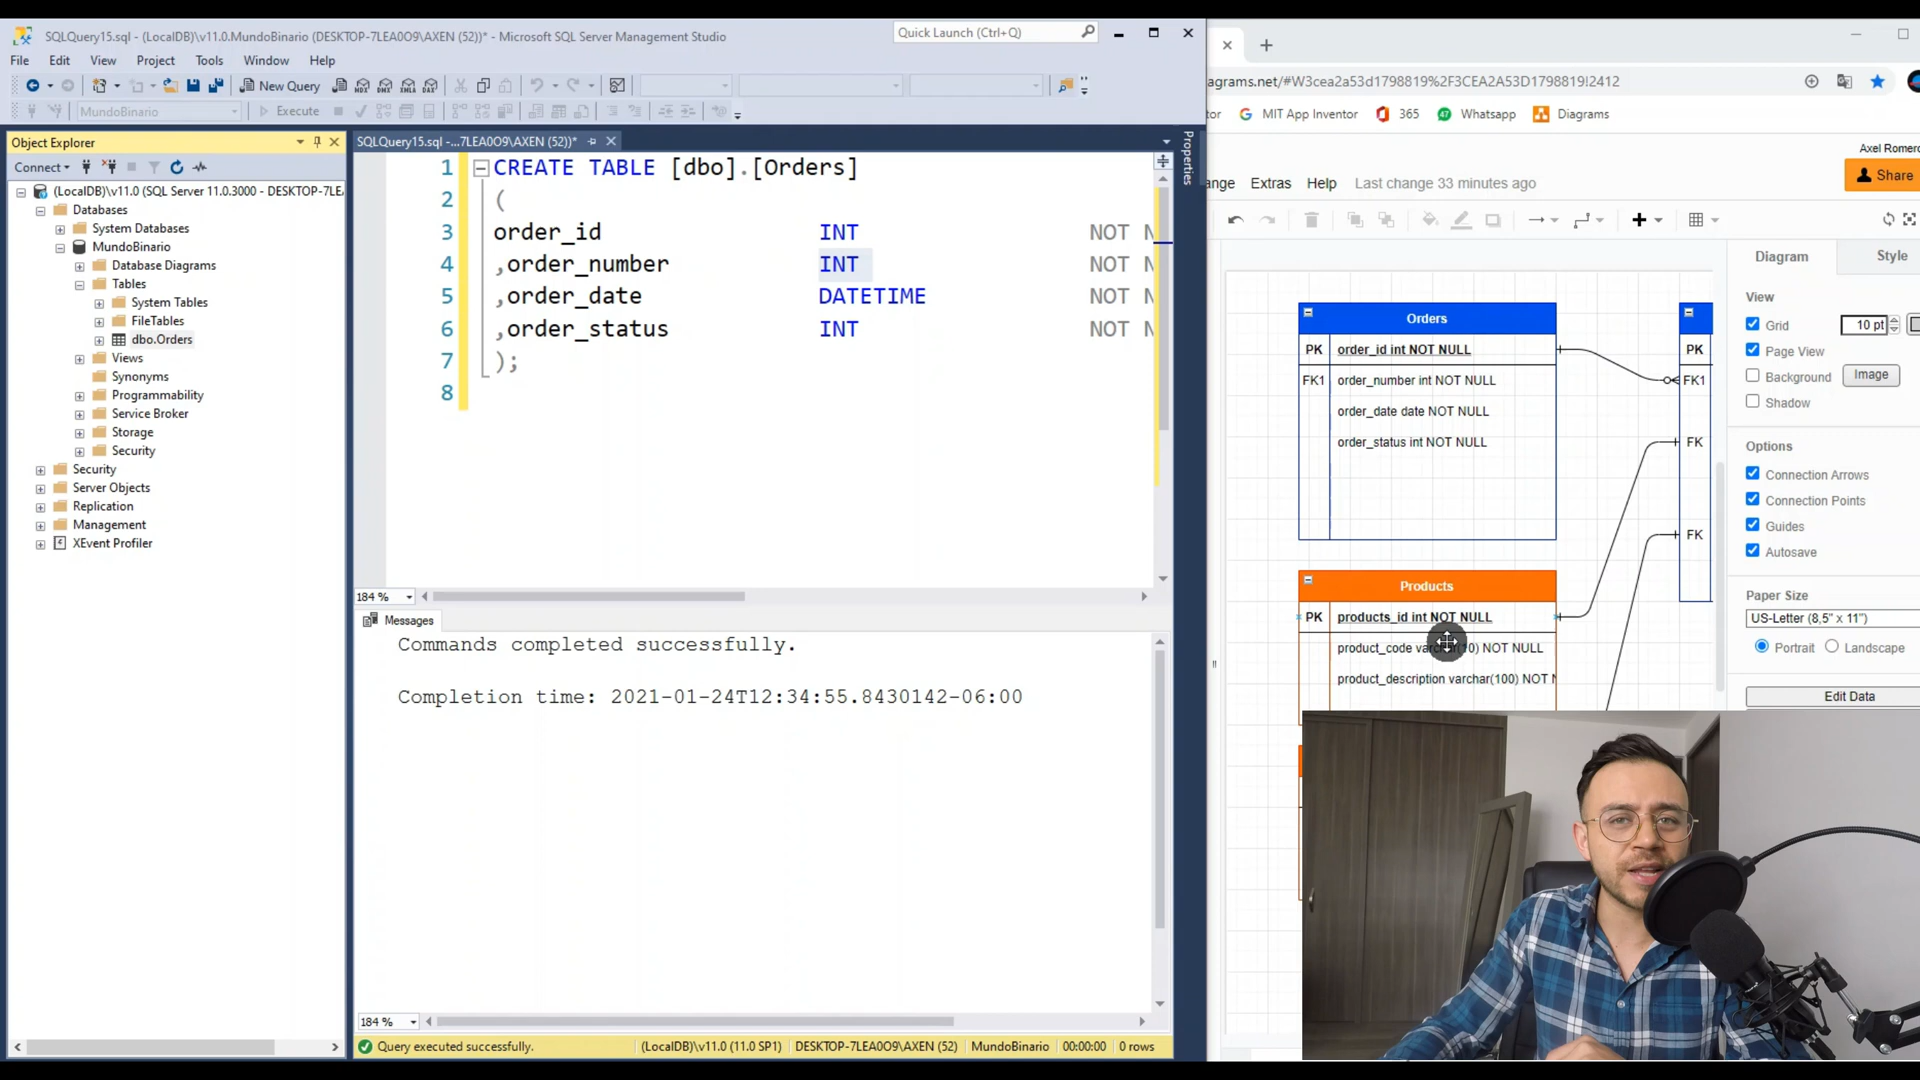 SQLQuery15.sql - (LocalDB)\v11.0.MundoBinario (DESKTOP-7LEA0O9\AXEN (52))* - Microsoft SQL Server Management Studio
Quick Launch (Ctrl+Q)
File Edit View Project Tools Window Help
New Query
MundoBinario
Execute
Object Explorer
Connect
(LocalDB)\v11.0 (SQL Server 11.0.3000 - DESKTOP-7LEA
Databases
System Databases
MundoBinario
Database Diagrams
Tables
System Tables
FileTables
dbo.Orders
Views
Synonyms
Programmability
Service Broker
Storage
Security
Security
Server Objects
Replication
Management
XEvent Profiler
SQLQuery15.sql -...7LEA0O9\AXEN (52))*
Properties
1 CREATE TABLE [dbo].[Orders]
2 (
3 order_id INT NOT N
4 ,order_number INT NOT N
5 ,order_date DATETIME NOT N
6 ,order_status INT NOT N
7 );
8
184 %
Messages
Commands completed successfully.
Completion time: 2021-01-24T12:34:55.8430142-06:00
184 %
Query executed successfully. (LocalDB)\v11.0 (11.0 SP1) DESKTOP-7LEA0O9\AXEN (52) MundoBinario 00:00:00 0 rows
agrams.net/#W3cea2a53d1798819%2F3CEA2A53D1798819!2412
tor MIT App Inventor 365 Whatsapp Diagrams
Axel Romero
Share
nge Extras Help Last change 33 minutes ago
Orders
PK order_id int NOT NULL
FK1 order_number int NOT NULL
order_date date NOT NULL
order_status int NOT NULL
PK
FK1
FK
FK
Products
PK products_id int NOT NULL
product_code varchar(10) NOT NULL
product_description varchar(100) NOT N
Diagram Style
View
Grid 10 pt
Page View
Background Image
Shadow
Options
Connection Arrows
Connection Points
Guides
Autosave
Paper Size
US-Letter (8,5" x 11")
Portrait Landscape
Edit Data